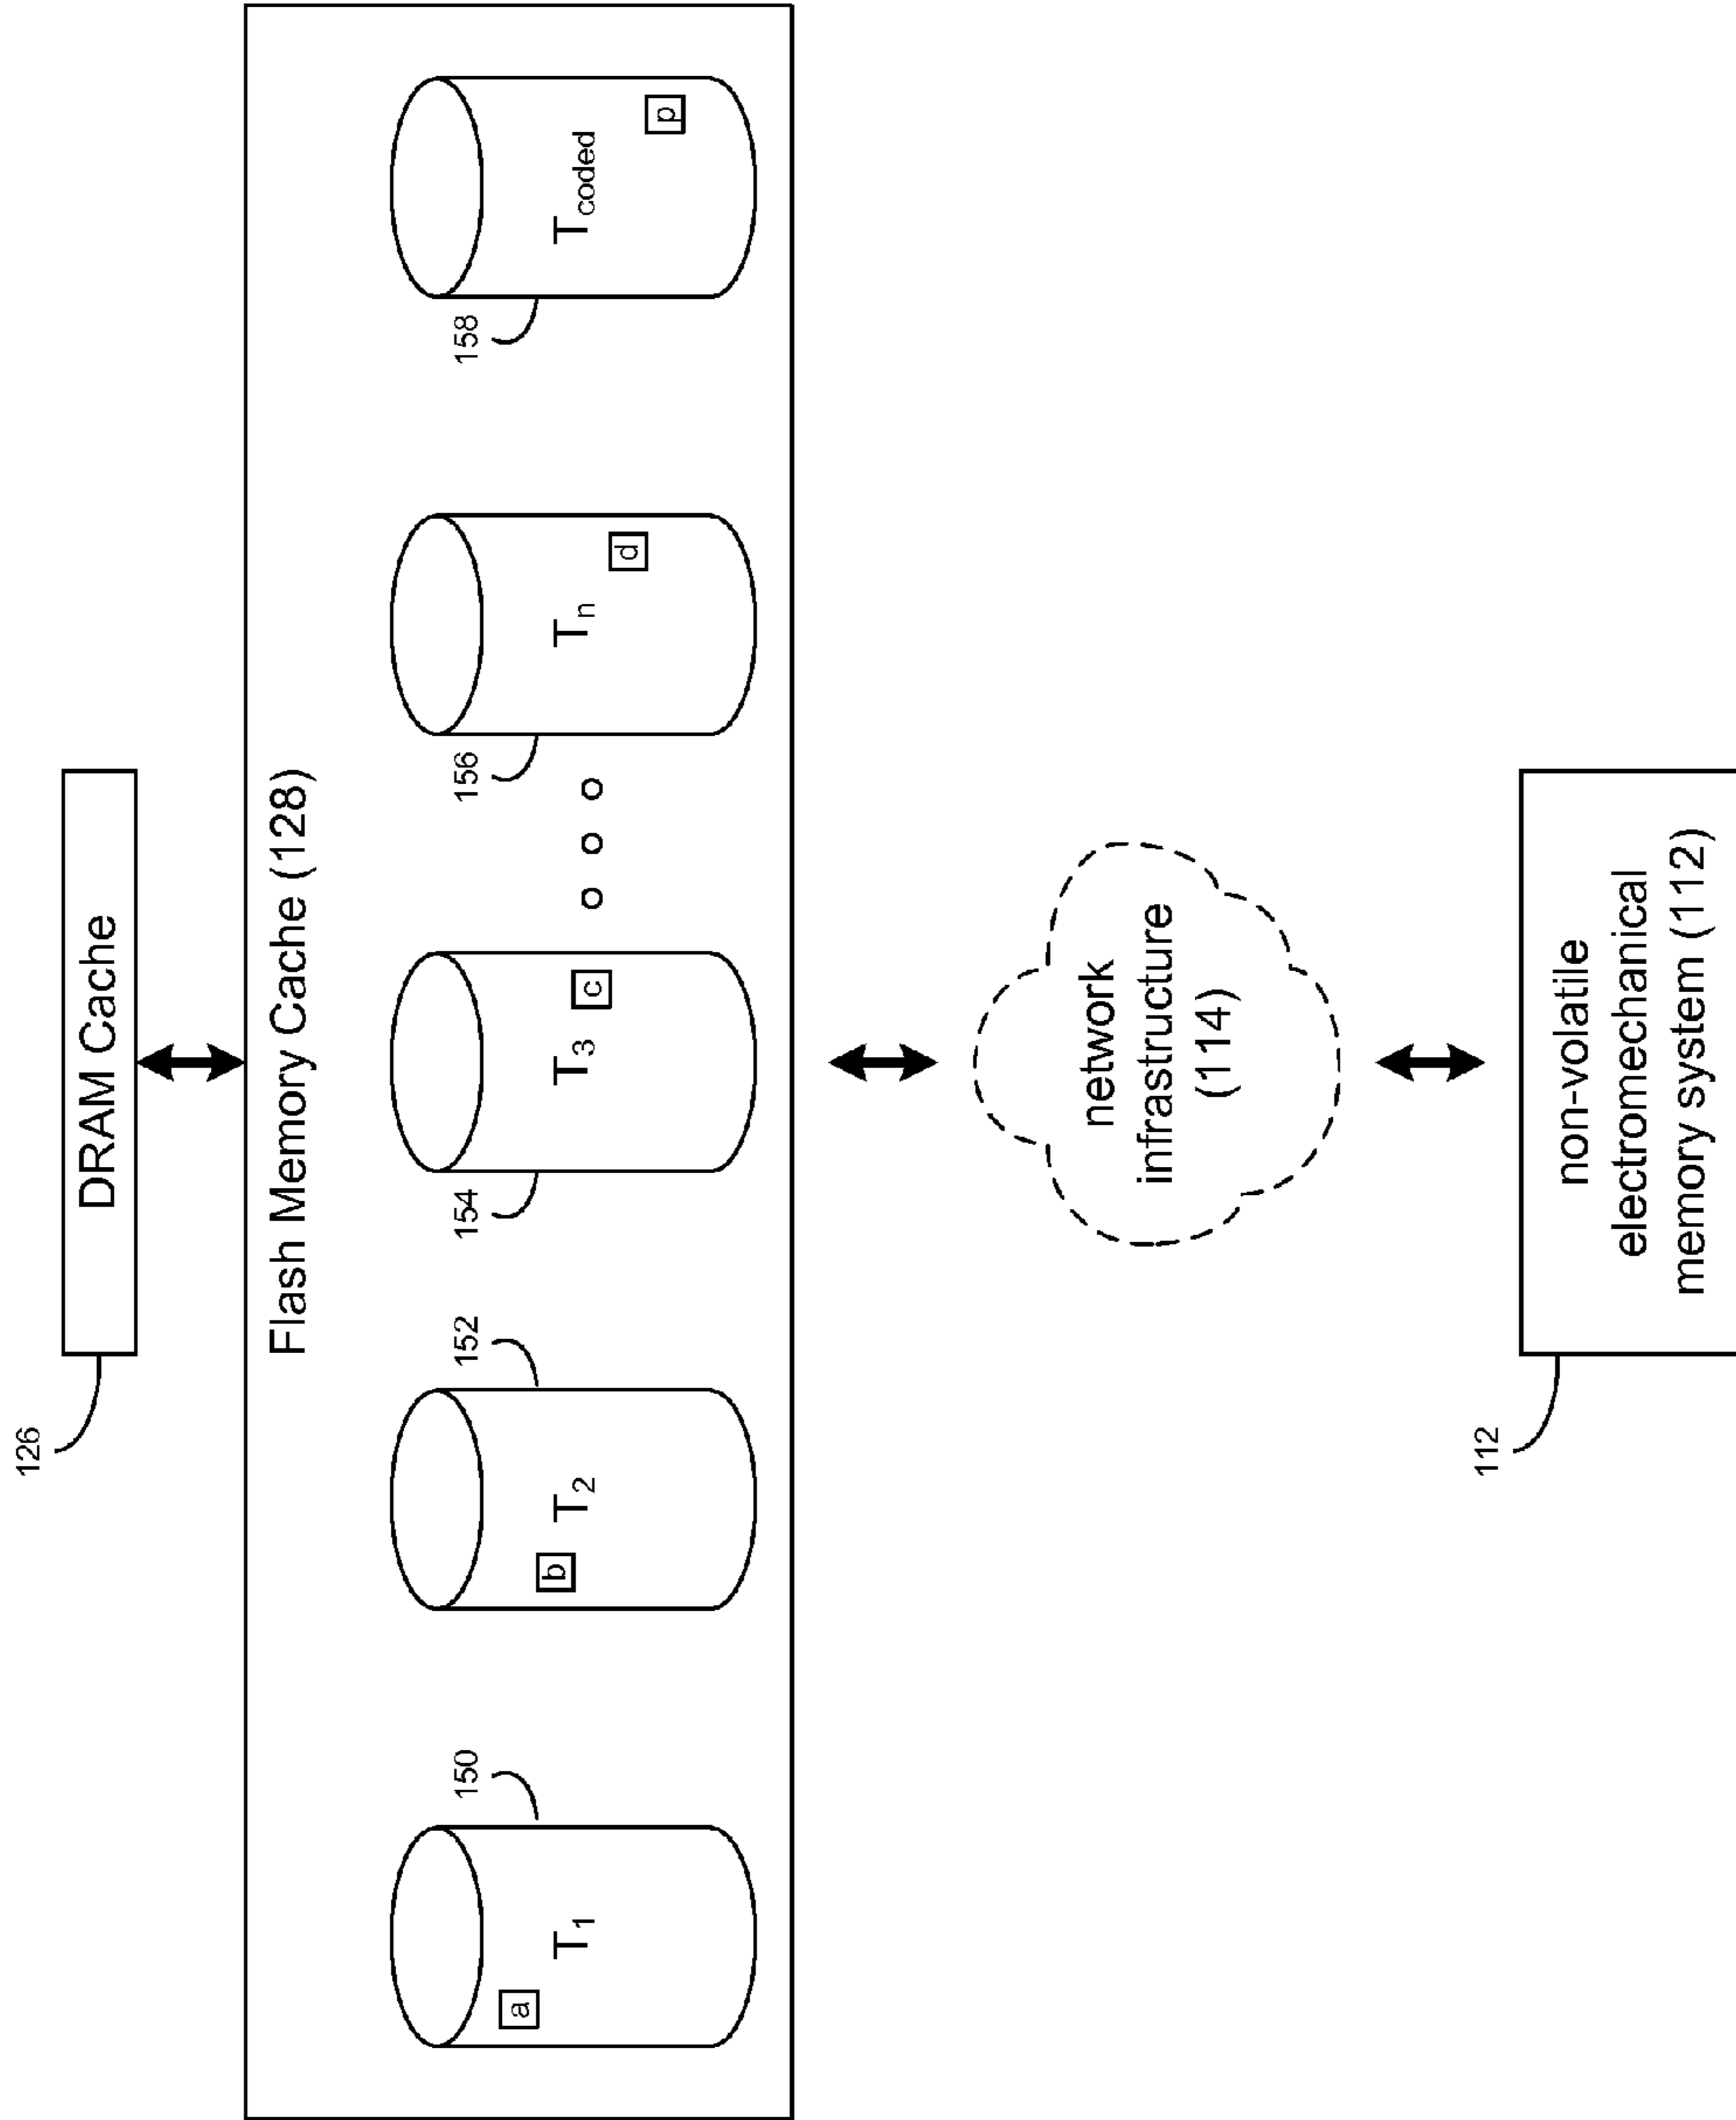 126
DRAM Cache
Flash Memory Cache (128)
150
152
154
156
158
T1
T2
T3
o o o
Tn
Tcoded
a
b
c
d
p
network
infrastructure
(114)
112
non-volatile
electromechanical
memory system (112)